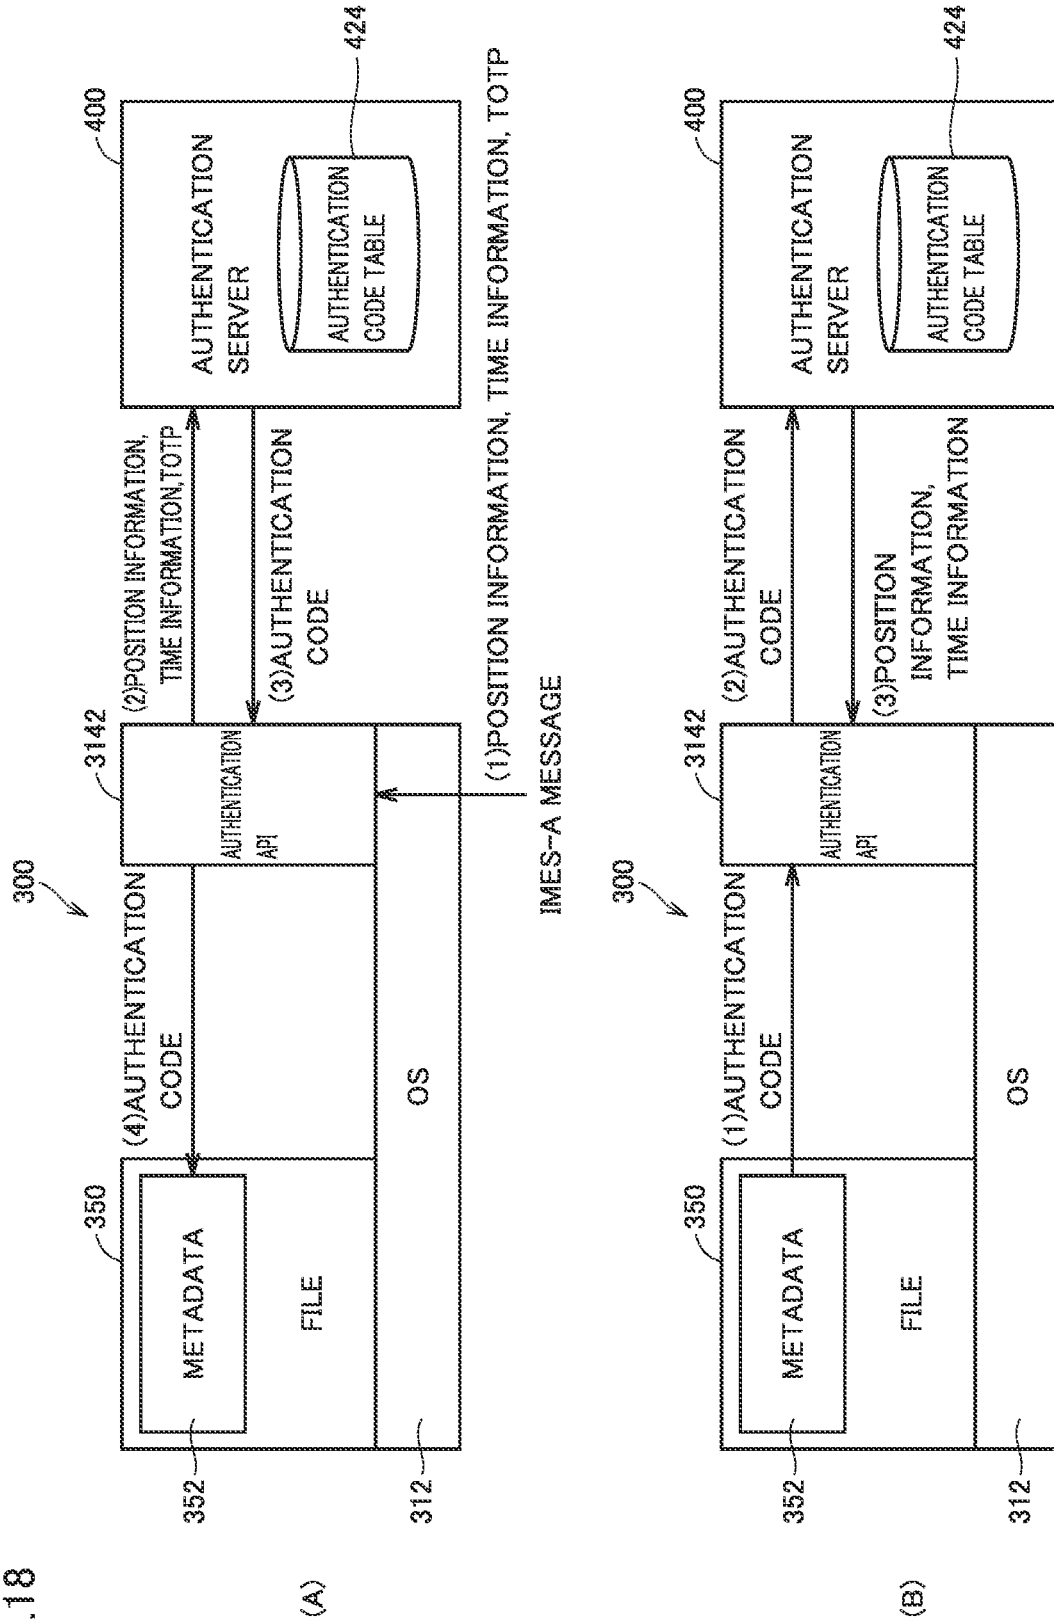 .18
(A)
300
350
3142
400
352
METADATA
FILE
(4)AUTHENTICATION
CODE
AUTHENTICATION
API
(2)POSITION INFORMATION,
TIME INFORMATION,TOTP
(3)AUTHENTICATION
CODE
AUTHENTICATION
SERVER
AUTHENTICATION
CODE TABLE
424
312
OS
(1)POSITION INFORMATION, TIME INFORMATION, TOTP
IMES-A MESSAGE
(B)
300
350
3142
400
352
METADATA
FILE
(1)AUTHENTICATION
CODE
AUTHENTICATION
API
(2)AUTHENTICATION
CODE
(3)POSITION
INFORMATION,
TIME INFORMATION
AUTHENTICATION
SERVER
AUTHENTICATION
CODE TABLE
424
312
OS